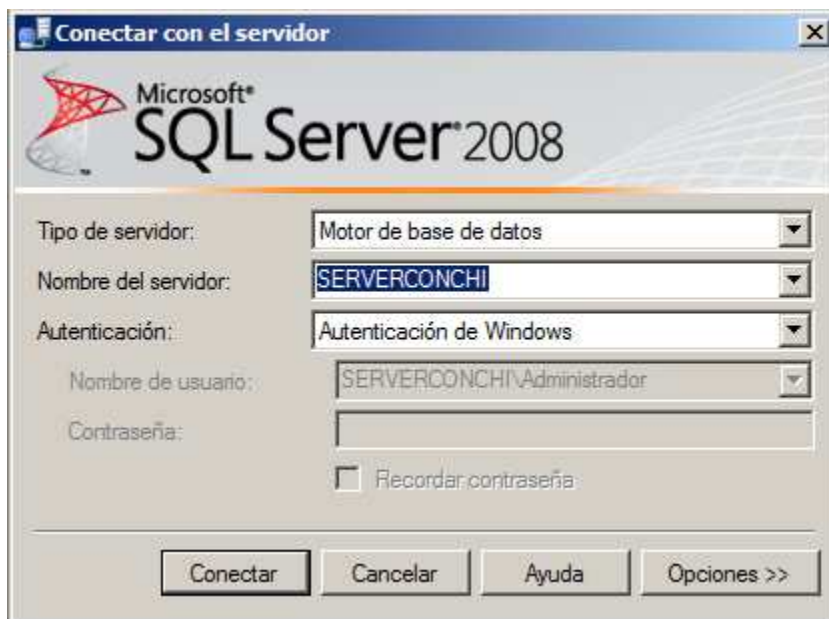 Conectar con el servidor
Microsoft®
SQL Server® 2008
Tipo de servidor: Motor de base de datos
Nombre del servidor: SERVERCONCHI
Autenticación: Autenticación de Windows
Nombre de usuario: SERVERCONCHI\Administrador
Contraseña:
Recordar contraseña
Conectar Cancelar Ayuda Opciones >>